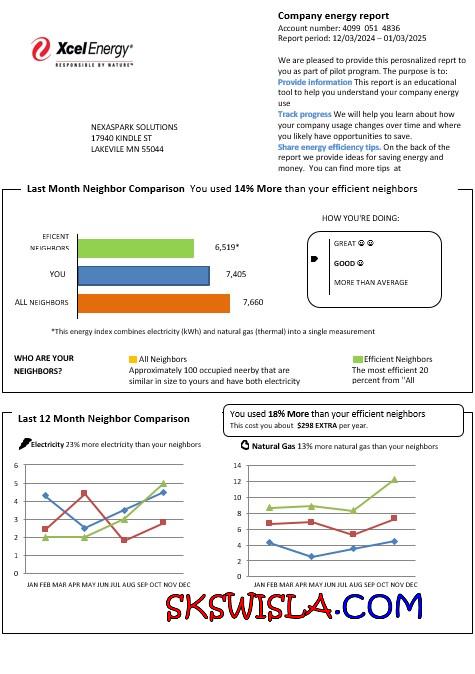 Company energy report
Account number: 4099 051 4836
Report period: 12/03/2024 – 01/03/2025
XcelEnergy®
RESPONSIBLE BY NATURE®
We are pleased to provide this perosnalized reprt to
you as part of pilot program. The purpose is to:
Provide information This report is an educational
tool to help you understand your company energy
use
Track progress We will help you learn about how
your company usage changes over time and where
you likely have opportunities to save.
Share energy efficiency tips. On the back of the
report we provide ideas for saving energy and
money. You can find more tips at
NEXASPARK SOLUTIONS
17940 KINDLE ST
LAKEVILE MN 55044
Last Month Neighbor Comparison You used 14% More than your efficient neighbors
HOW YOU'RE DOING:
EFICENT
NEIGHBORS
6,519*
YOU
7,405
ALL NEIGHBORS
7,660
GREAT ☺ ☺
GOOD ☺
MORE THAN AVERAGE
*This energy index combines electricity (kWh) and natural gas (thermal) into a single measurement
WHO ARE YOUR
NEIGHBORS?
All Neighbors
Approximately 100 occupied neerby that are
similar in size to yours and have both electricity
Efficient Neighbors
The most efficient 20
percent from "All
Last 12 Month Neighbor Comparison
You used 18% More than your efficient neighbors
This cost you about $298 EXTRA per year.
Electricity 23% more electricity than your neighbors
Natural Gas 13% more natural gas than your neighbors
6
5
4
3
2
1
0
JAN FEB MAR APR MAY JUN JUL AUG SEP OCT NOV DEC
14
12
10
8
6
4
2
0
JAN FEB MAR APR MAY JUN JUL AUG SEP OCT NOV DEC
SKSWISLA.COM